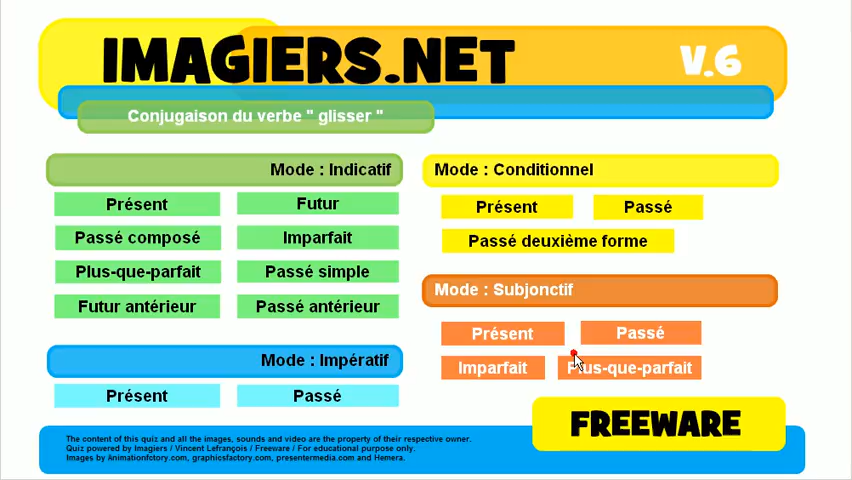 IMAGIERS.NET
V.6
Conjugaison du verbe " glisser "
Mode : Indicatif
Présent
Futur
Passé composé
Imparfait
Plus-que-parfait
Passé simple
Futur antérieur
Passé antérieur
Mode : Impératif
Présent
Passé
Mode : Conditionnel
Présent
Passé
Passé deuxième forme
Mode : Subjonctif
Présent
Passé
Imparfait
Plus-que-parfait
FREEWARE
The content of this quiz and all the images, sounds and video are the property of their respective owner.
Quiz powered by Imagiers / Vincent Lefrançois / Freeware / For educational purpose only.
Images by Animationfctory.com, graphicsfactory.com, presentermedia.com and Hemera.